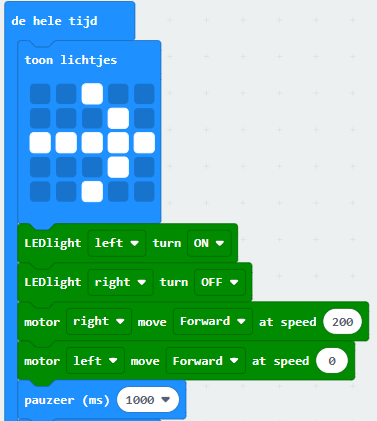 de hele tijd
toon lichtjes
LEDlight left turn ON
LEDlight right turn OFF
motor right move Forward at speed 200
motor left move Forward at speed 0
pauzeer (ms) 1000